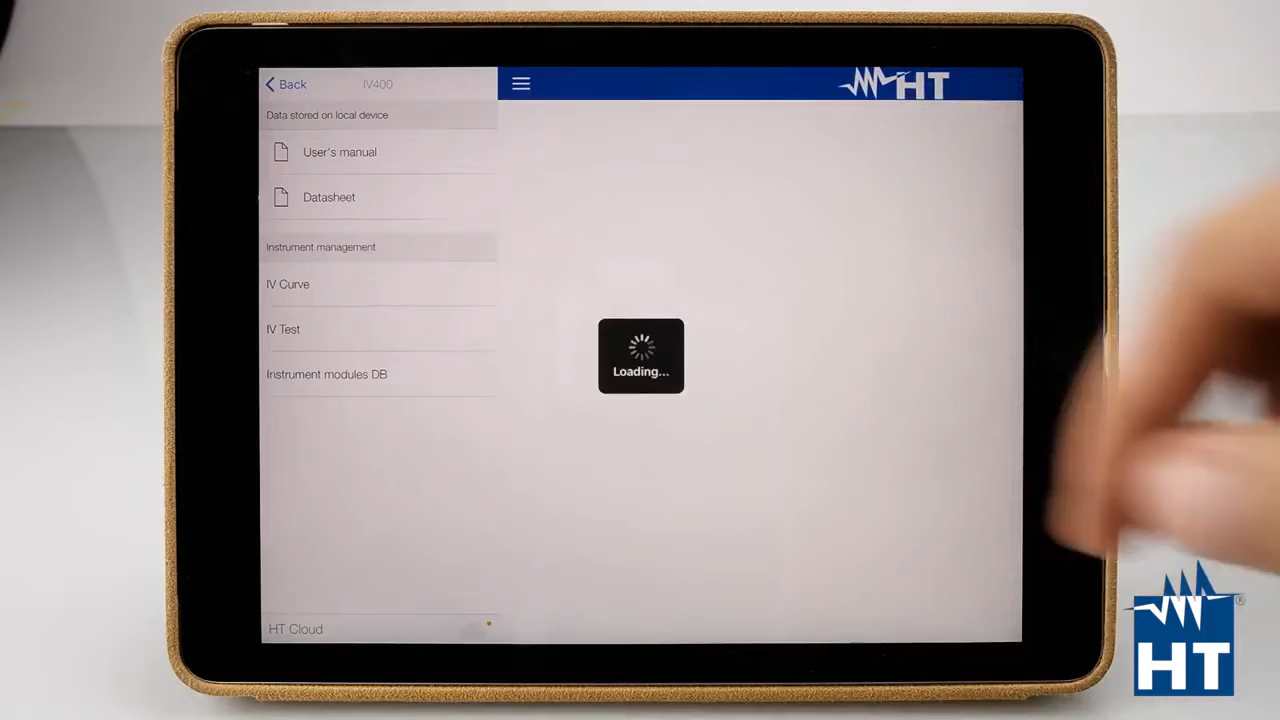 Back
IV400
HT
Data stored on local device
User's manual
Datasheet
Instrument management
IV Curve
IV Test
Loading...
Instrument modules DB
HT Cloud
HT
®